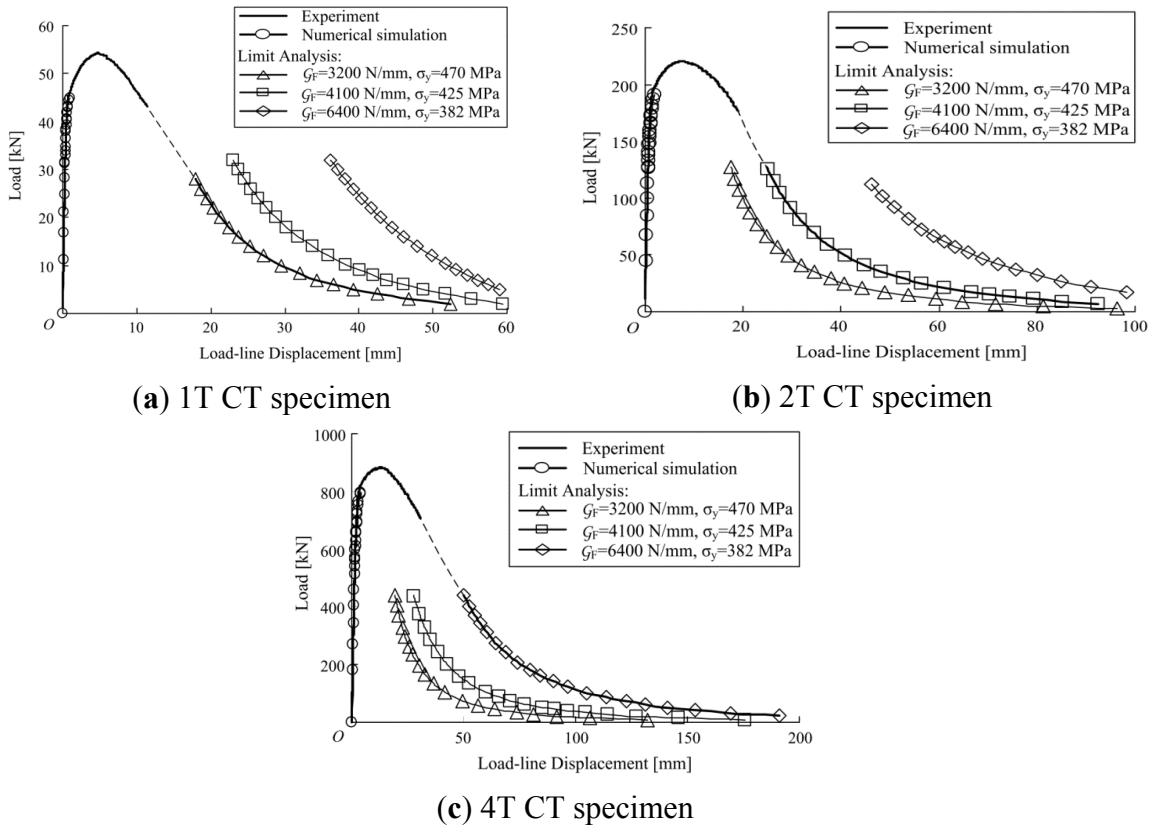 60
50
40
30
20
10
O
10
20
30
40
50
60
Load [kN]
Load-line Displacement [mm]
Experiment
Numerical simulation
Limit Analysis:
𝒢F=3200 N/mm, σy=470 MPa
𝒢F=4100 N/mm, σy=425 MPa
𝒢F=6400 N/mm, σy=382 MPa
(a) 1T CT specimen
250
200
150
100
50
O
20
40
60
80
100
Load [kN]
Load-line Displacement [mm]
Experiment
Numerical simulation
Limit Analysis:
𝒢F=3200 N/mm, σy=470 MPa
𝒢F=4100 N/mm, σy=425 MPa
𝒢F=6400 N/mm, σy=382 MPa
(b) 2T CT specimen
1000
800
600
400
200
O
50
100
150
200
Load [kN]
Load-line Displacement [mm]
Experiment
Numerical simulation
Limit Analysis:
𝒢F=3200 N/mm, σy=470 MPa
𝒢F=4100 N/mm, σy=425 MPa
𝒢F=6400 N/mm, σy=382 MPa
(c) 4T CT specimen